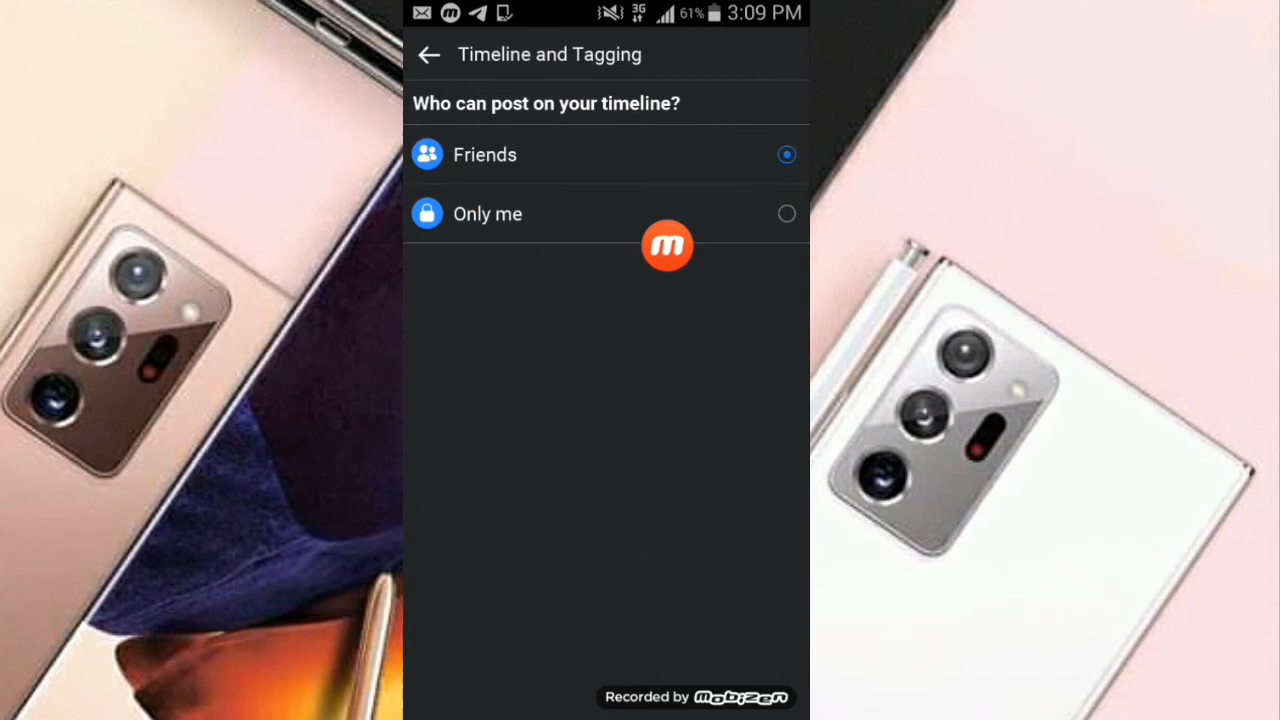 3G 61% 3:09 PM
Timeline and Tagging
Who can post on your timeline?
Friends
Only me
m
Recorded by mobizen